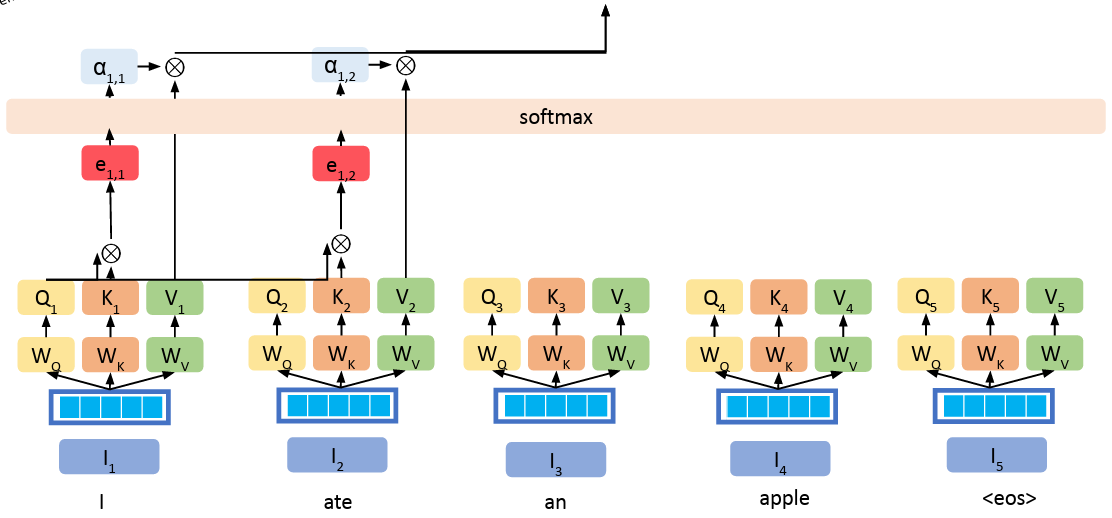 α1,1 α1,2
softmax
e1,1 e1,2
Q1 K1 V1 Q2 K2 V2 Q3 K3 V3 Q4 K4 V4 Q5 K5 V5
WQ WK WV WQ WK WV WQ WK WV WQ WK WV WQ WK WV
I1 I2 I3 I4 I5
I ate an apple <eos>